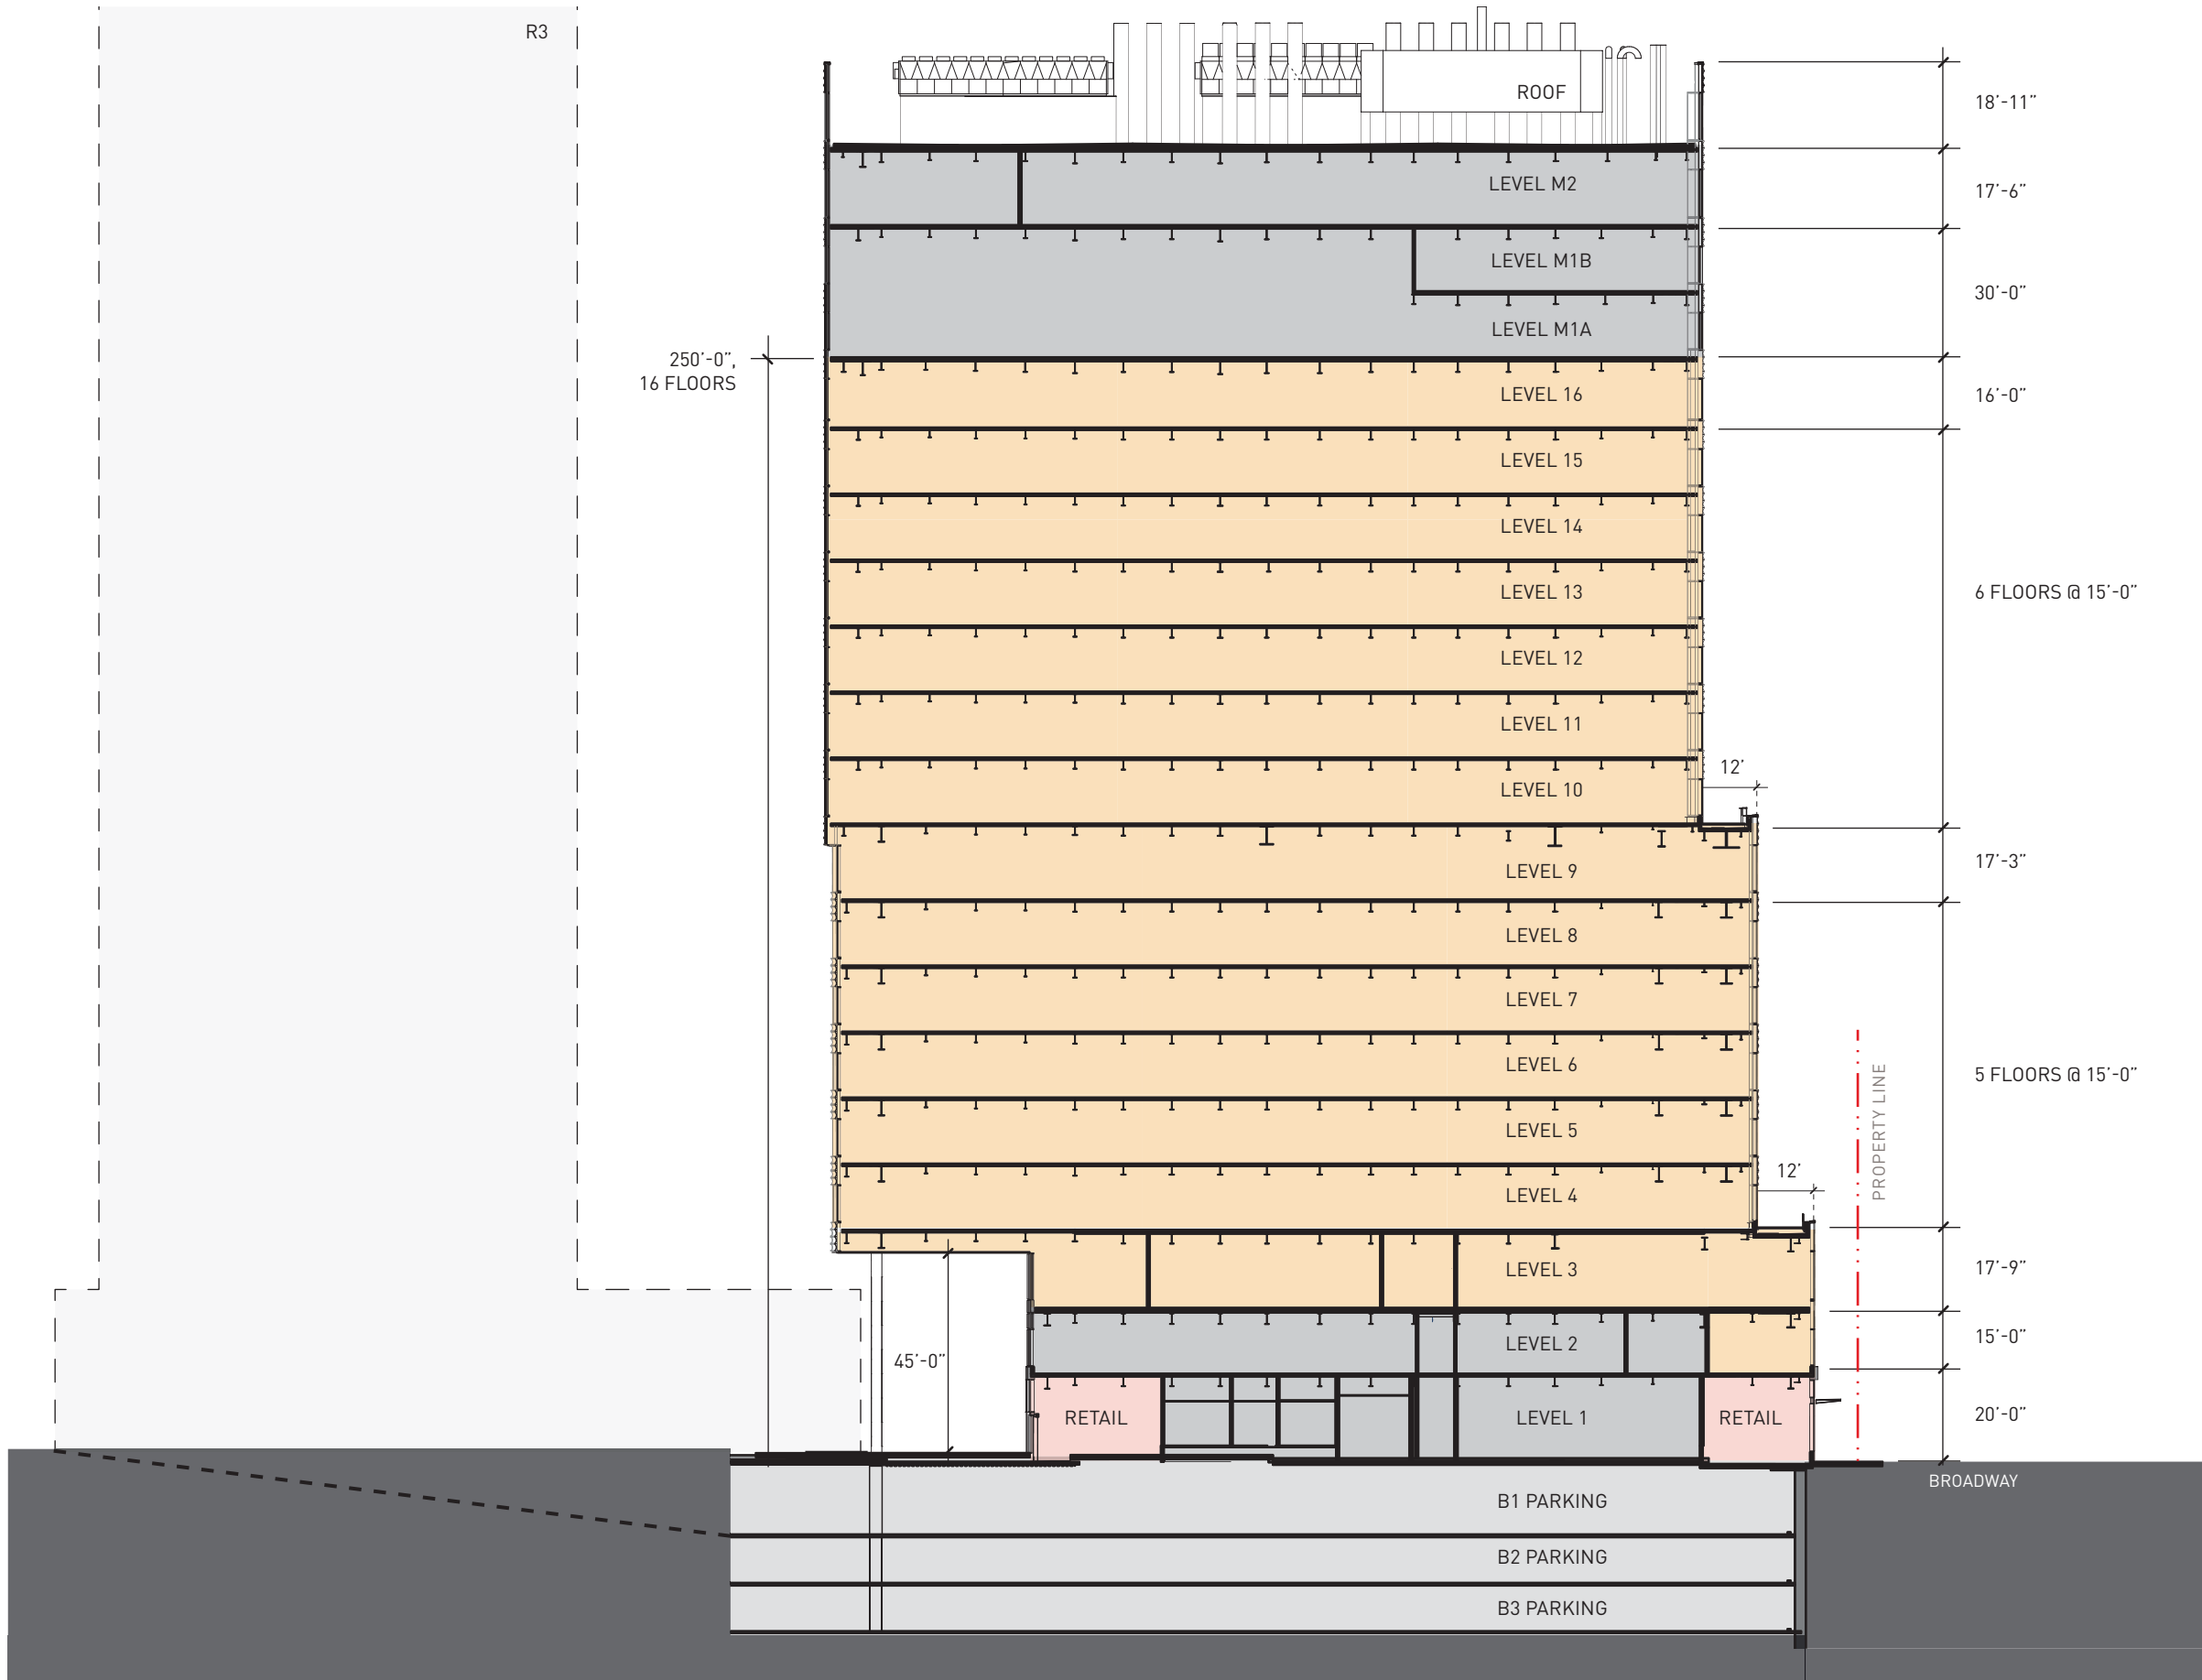 R3
ROOF
18’-11”
LEVEL M2
17’-6”
LEVEL M1B
30’-0”
LEVEL M1A
250’-0”,
16 FLOORS
LEVEL 16
16’-0”
LEVEL 15
LEVEL 14
LEVEL 13
6 FLOORS @ 15’-0”
LEVEL 12
LEVEL 11
12’
LEVEL 10
LEVEL 9
17’-3”
LEVEL 8
LEVEL 7
LEVEL 6
5 FLOORS @ 15’-0”
PROPERTY LINE
LEVEL 5
12’
LEVEL 4
LEVEL 3
17’-9”
LEVEL 2
15’-0”
45’-0”
RETAIL
LEVEL 1
RETAIL
20’-0”
BROADWAY
B1 PARKING
B2 PARKING
B3 PARKING